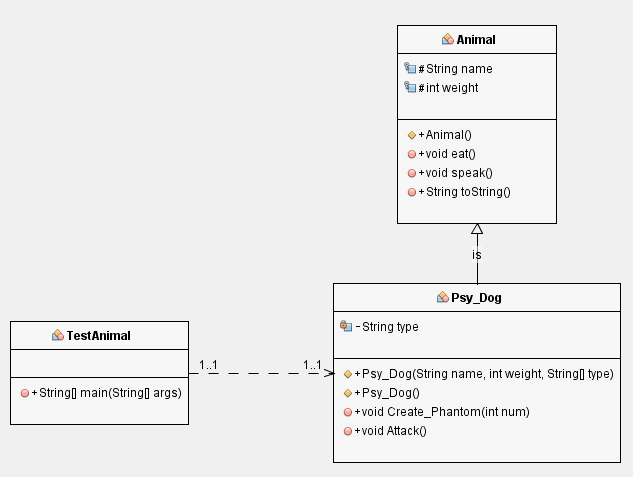 Animal
# String name
# int weight
+ Animal()
+ void eat()
+ void speak()
+ String toString()
is
Psy_Dog
- String type
+ Psy_Dog(String name, int weight, String[] type)
+ Psy_Dog()
+ void Create_Phantom(int num)
+ void Attack()
TestAnimal
+ String[] main(String[] args)
1..1
1..1